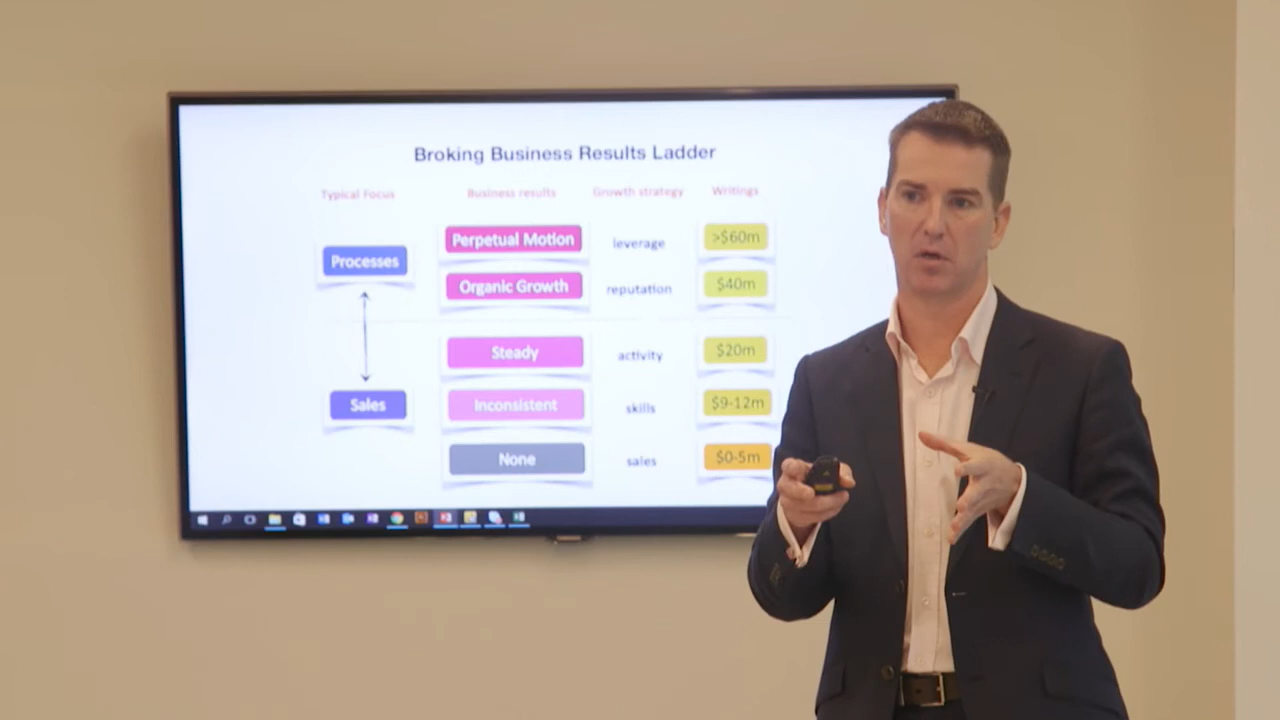 Broking Business Results Ladder
Typical Focus Business results Growth strategy Writings
Perpetual Motion leverage >$60m
Processes
Organic Growth reputation $40m
Steady activity $20m
Sales Inconsistent skills $9-12m
None sales $0-5m